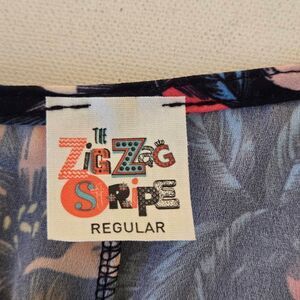 THE
ZigZaG
STRiPE
REGULAR